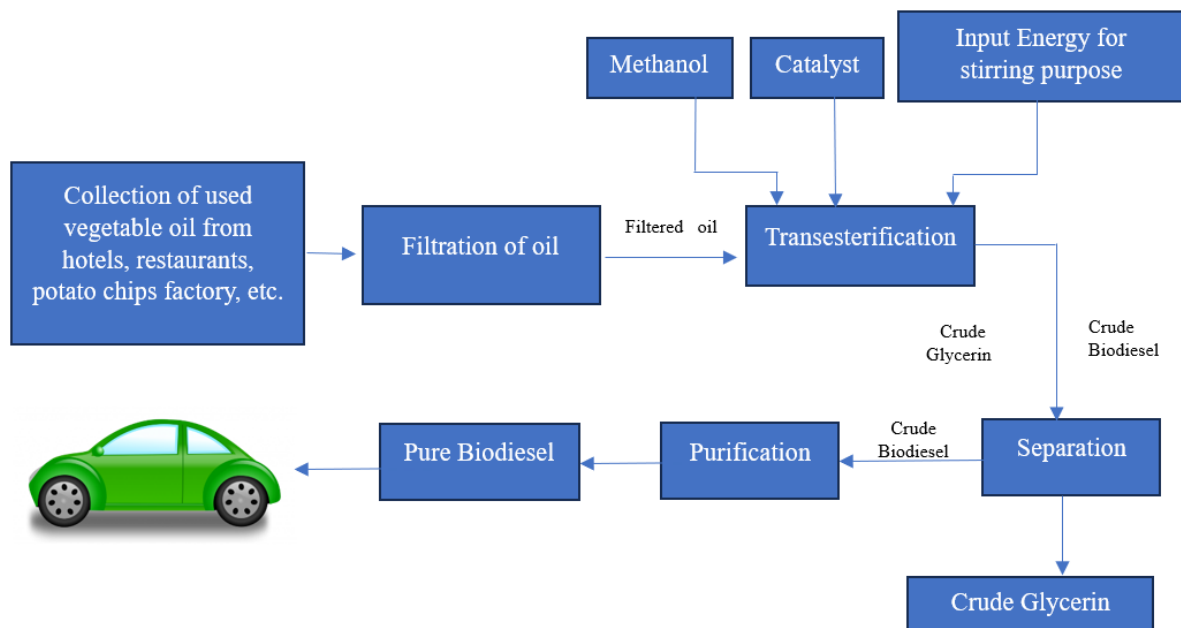 Methanol
Catalyst
Input Energy for
stirring purpose
Collection of used
vegetable oil from
hotels, restaurants,
potato chips factory, etc.
Filtration of oil
Filtered oil
Transesterification
Crude
Glycerin
Crude
Biodiesel
Separation
Crude
Biodiesel
Purification
Pure Biodiesel
Crude Glycerin